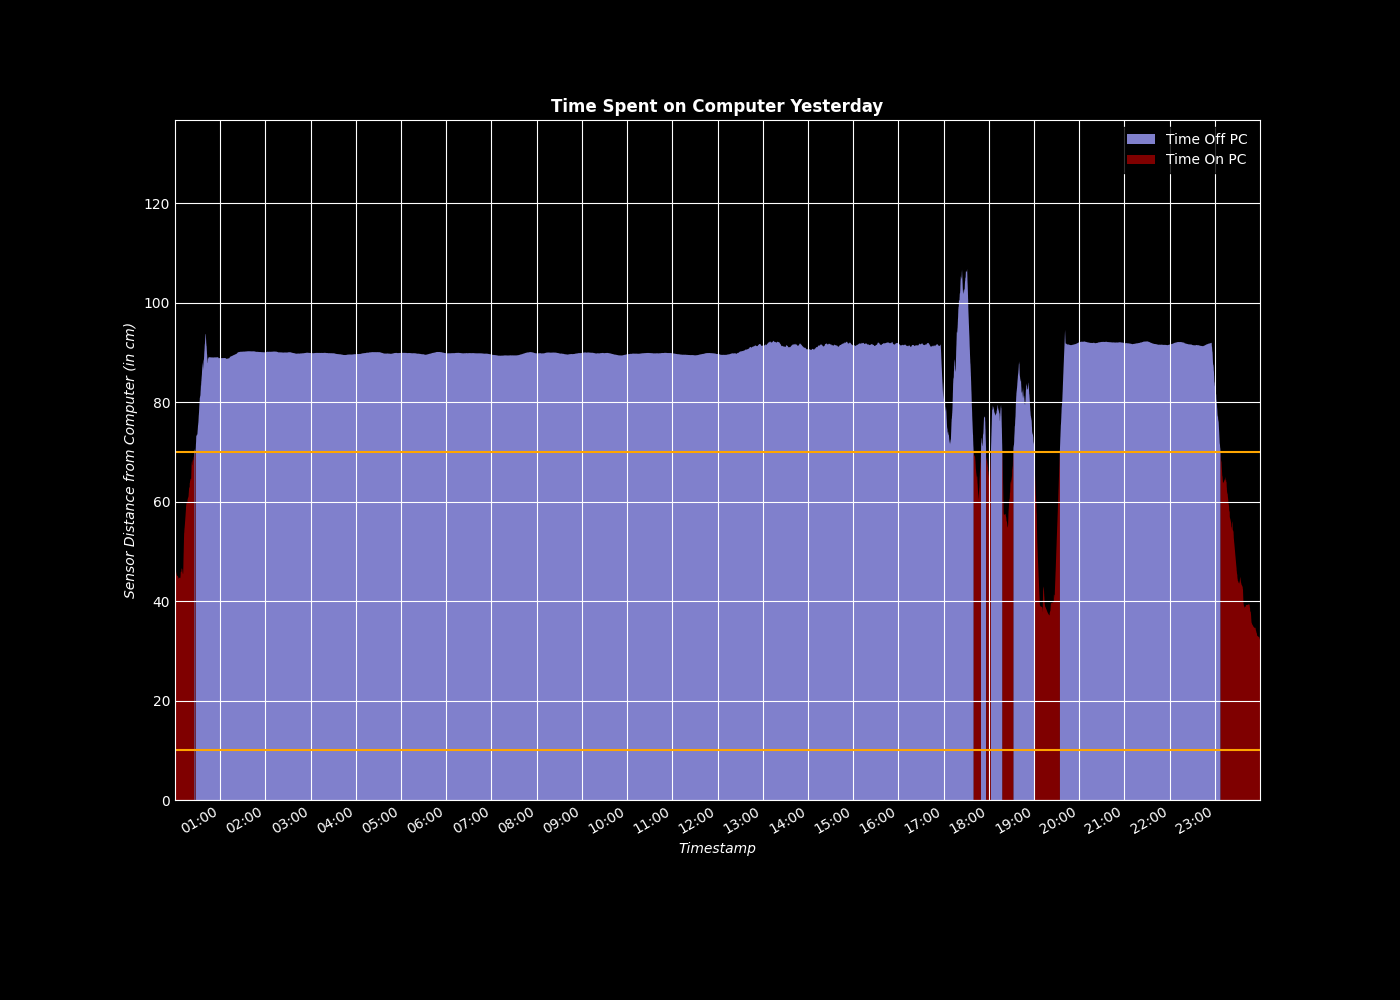 Time Spent on Computer Yesterday
Time Off PC
Time On PC
Sensor Distance from Computer (in cm)
120
100
80
60
40
20
0
01:00 02:00 03:00 04:00 05:00 06:00 07:00 08:00 09:00 10:00 11:00 12:00 13:00 14:00 15:00 16:00 17:00 18:00 19:00 20:00 21:00 22:00 23:00
Timestamp